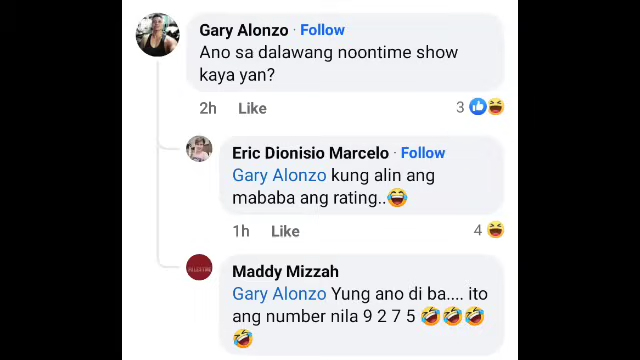 Gary Alonzo · Follow
Ano sa dalawang noontime show
kaya yan?
2h Like 3
Eric Dionisio Marcelo · Follow
Gary Alonzo kung alin ang
mababa ang rating..😂
1h Like 4
PALESTINE
Maddy Mizzah
Gary Alonzo Yung ano di ba.... ito
ang number nila 9 2 7 5 🤣🤣🤣
🤣